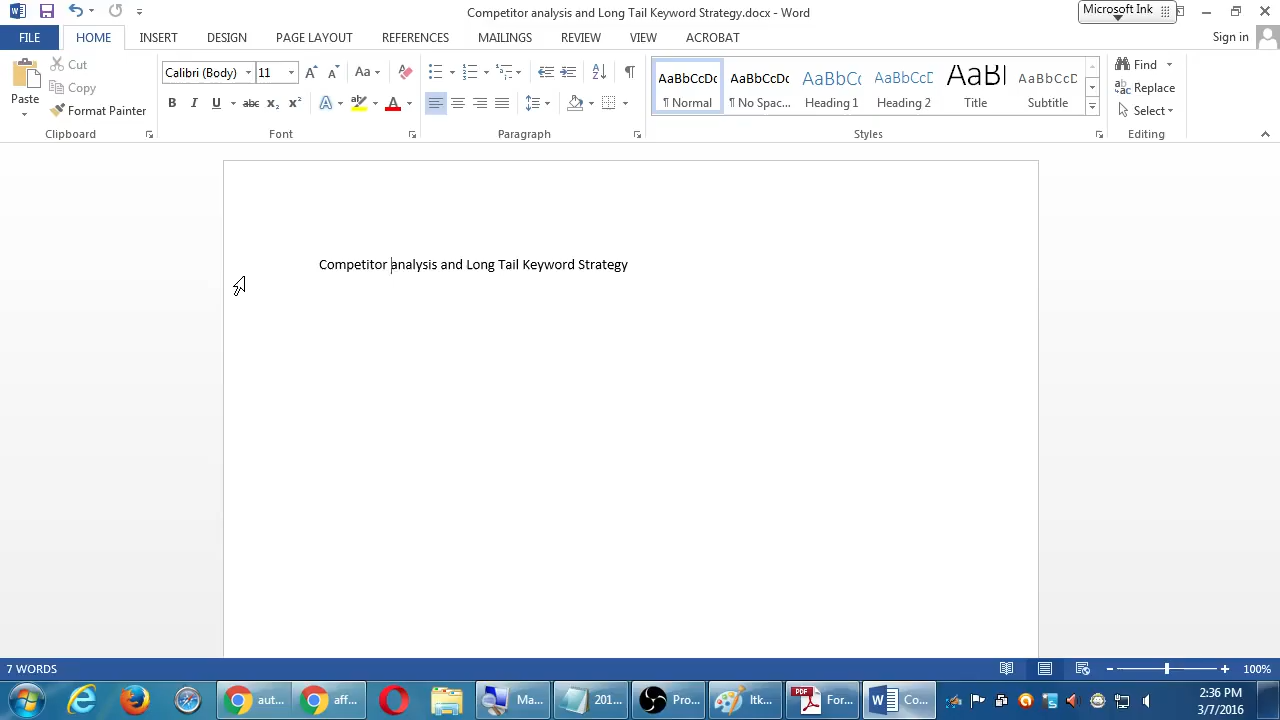 Competitor analysis and Long Tail Keyword Strategy.docx - Word
Microsoft Ink
FILE HOME INSERT DESIGN PAGE LAYOUT REFERENCES MAILINGS REVIEW VIEW ACROBAT Sign in
Paste
Cut
Copy
Format Painter
Calibri (Body) 11
AaBbCcDc AaBbCcDc AaBbCc AaBbCcD AaB AaBbCcD
¶ Normal ¶ No Spac... Heading 1 Heading 2 Title Subtitle
Find
Replace
Select
Clipboard Font Paragraph Styles Editing
Competitor analysis and Long Tail Keyword Strategy
7 WORDS 100%
aut... aff... Ma... 201... Pro... ltk... For... Co...
2:36 PM
3/7/2016